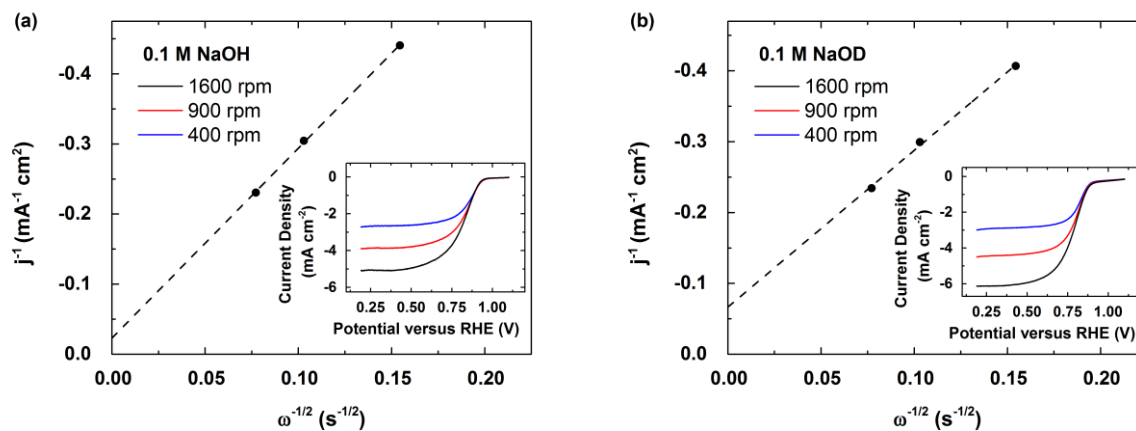 (a)
0.1 M NaOH
1600 rpm
900 rpm
400 rpm
j⁻¹ (mA⁻¹ cm²)
-0.4
-0.3
-0.2
-0.1
0.0
0.00 0.05 0.10 0.15 0.20
ω⁻¹/² (s⁻¹/²)
Current Density
(mA cm⁻²)
0
-2
-4
-6
0.25 0.50 0.75 1.00
Potential versus RHE (V)
(b)
0.1 M NaOD
1600 rpm
900 rpm
400 rpm
j⁻¹ (mA⁻¹ cm²)
-0.4
-0.3
-0.2
-0.1
0.0
0.00 0.05 0.10 0.15 0.20
ω⁻¹/² (s⁻¹/²)
Current Density
(mA cm⁻²)
0
-2
-4
-6
0.25 0.50 0.75 1.00
Potential versus RHE (V)